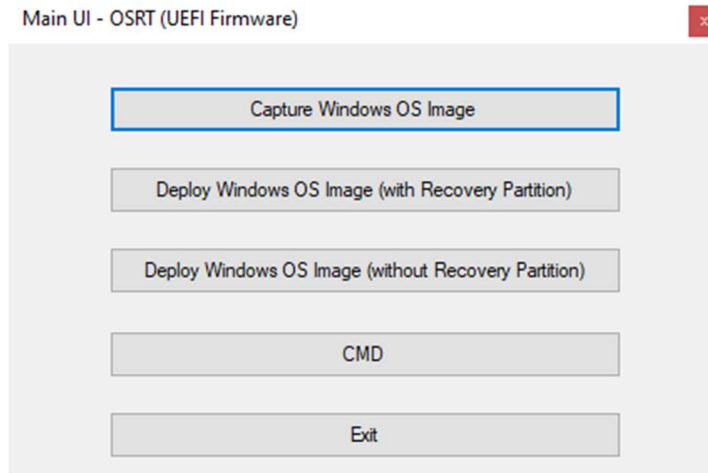 Main UI - OSRT (UEFI Firmware)
x
Capture Windows OS Image
Deploy Windows OS Image (with Recovery Partition)
Deploy Windows OS Image (without Recovery Partition)
CMD
Exit